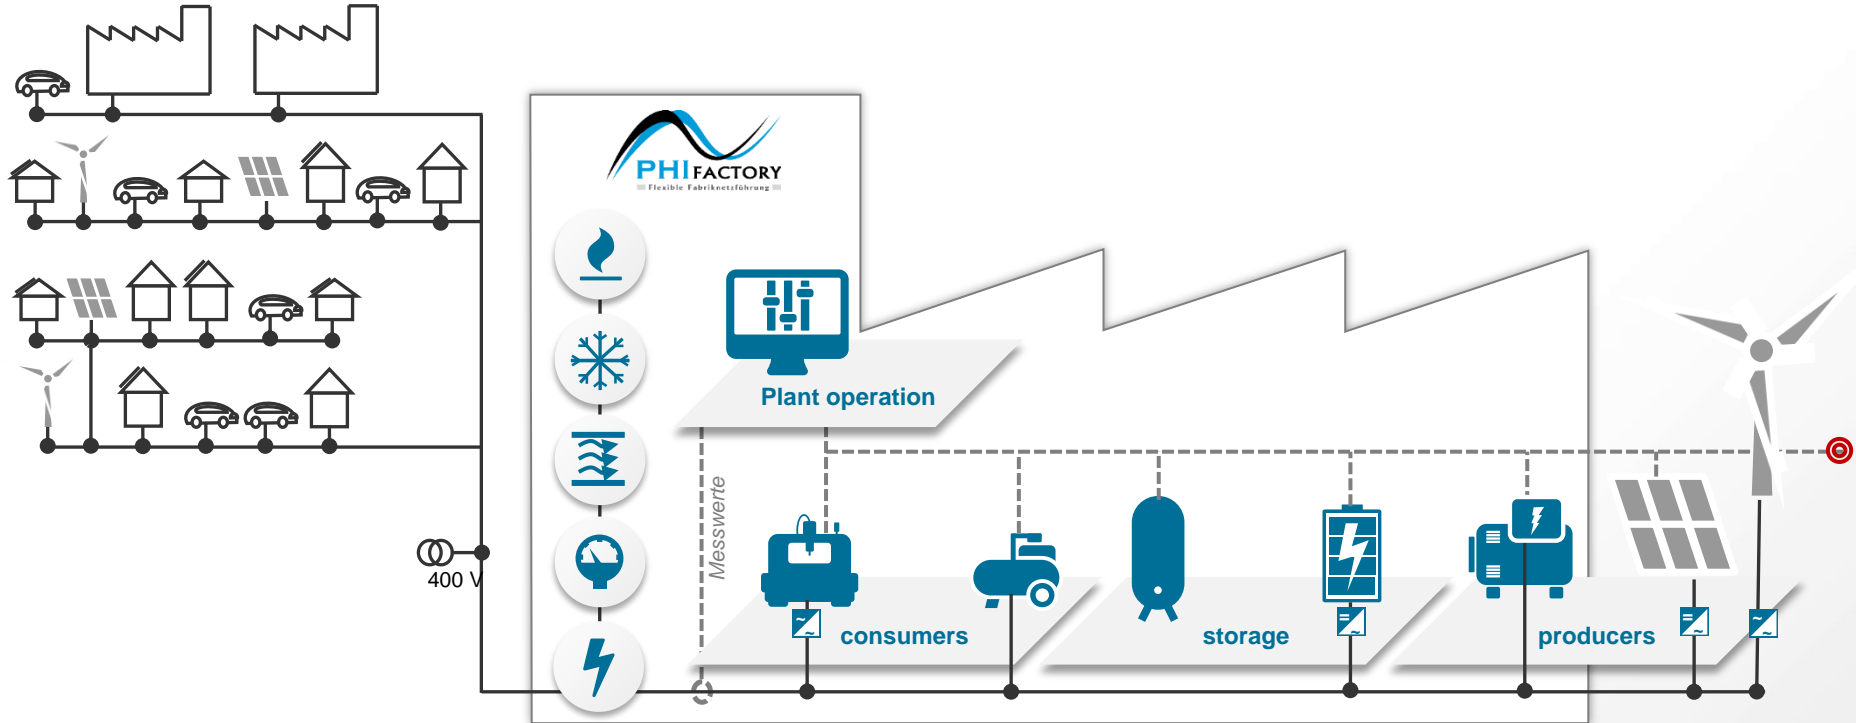 PHI FACTORY
Flexible Fabriknetzführung
Plant operation
Messwerte
400 V
consumers
storage
producers